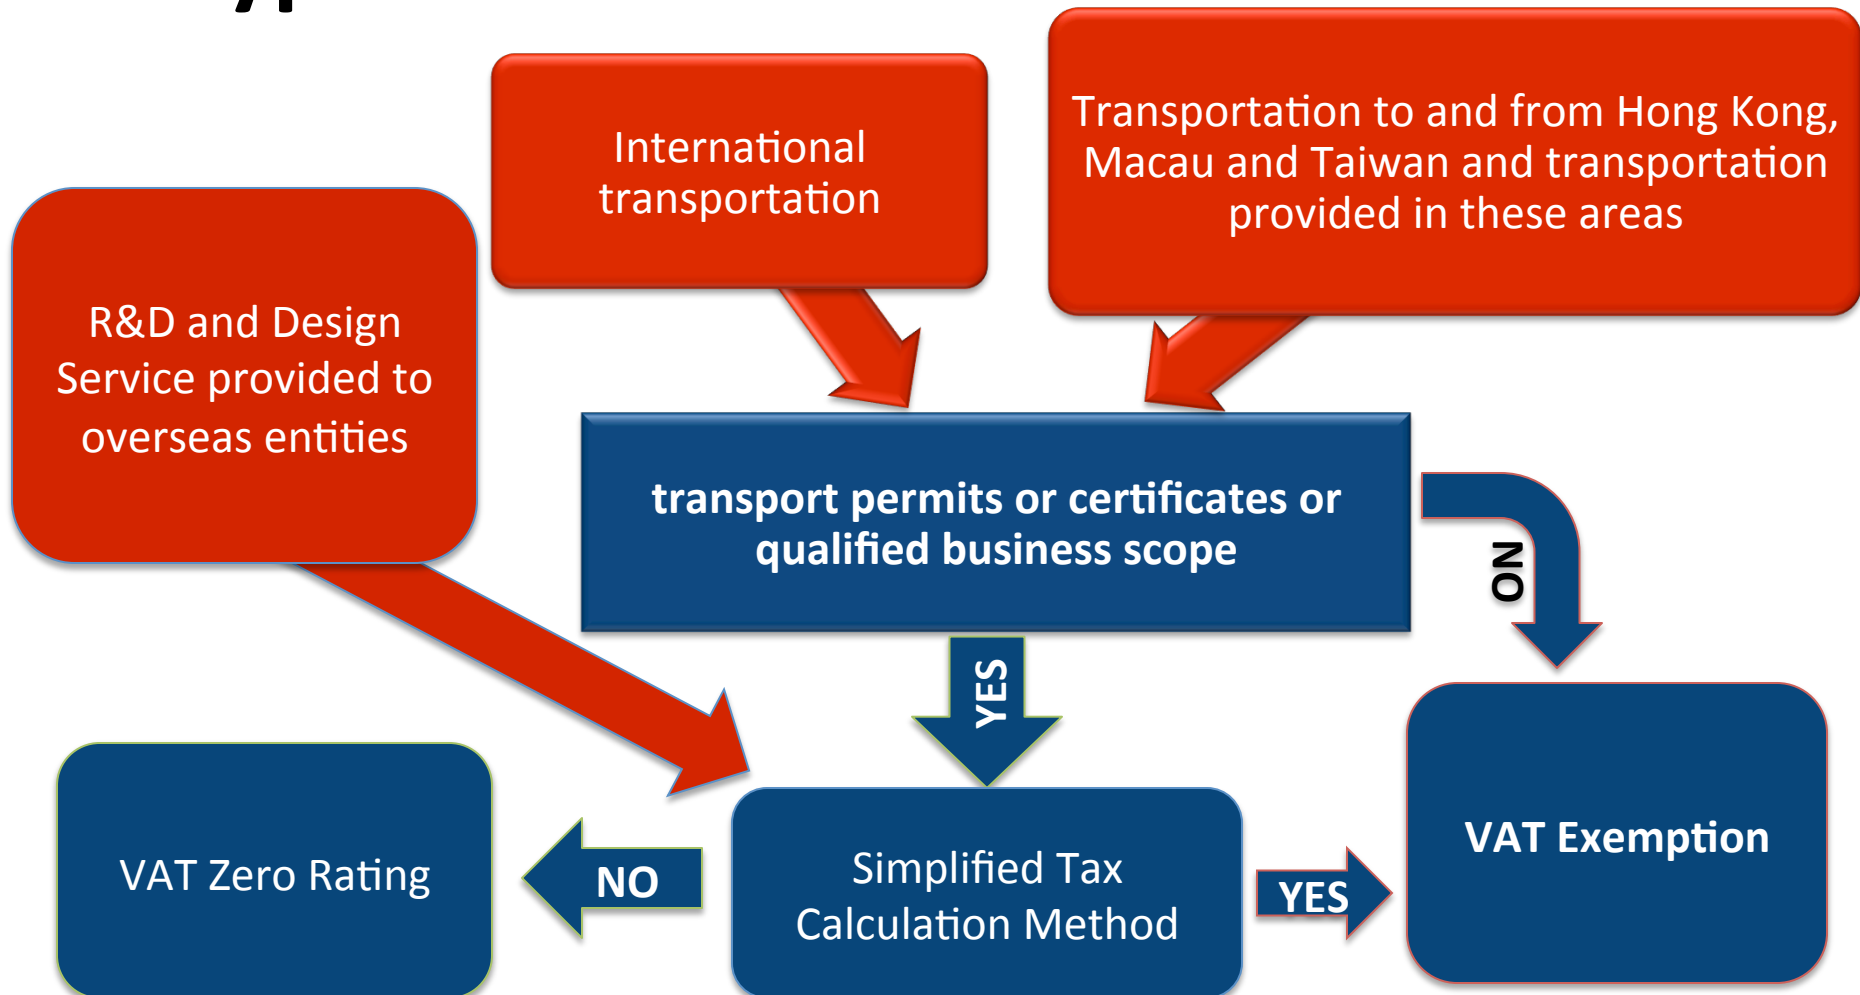 International
transportation
Transportation to and from Hong Kong,
Macau and Taiwan and transportation
provided in these areas
R&D and Design
Service provided to
overseas entities
transport permits or certificates or
qualified business scope
NO
YES
VAT Zero Rating
NO
Simplified Tax
Calculation Method
YES
VAT Exemption